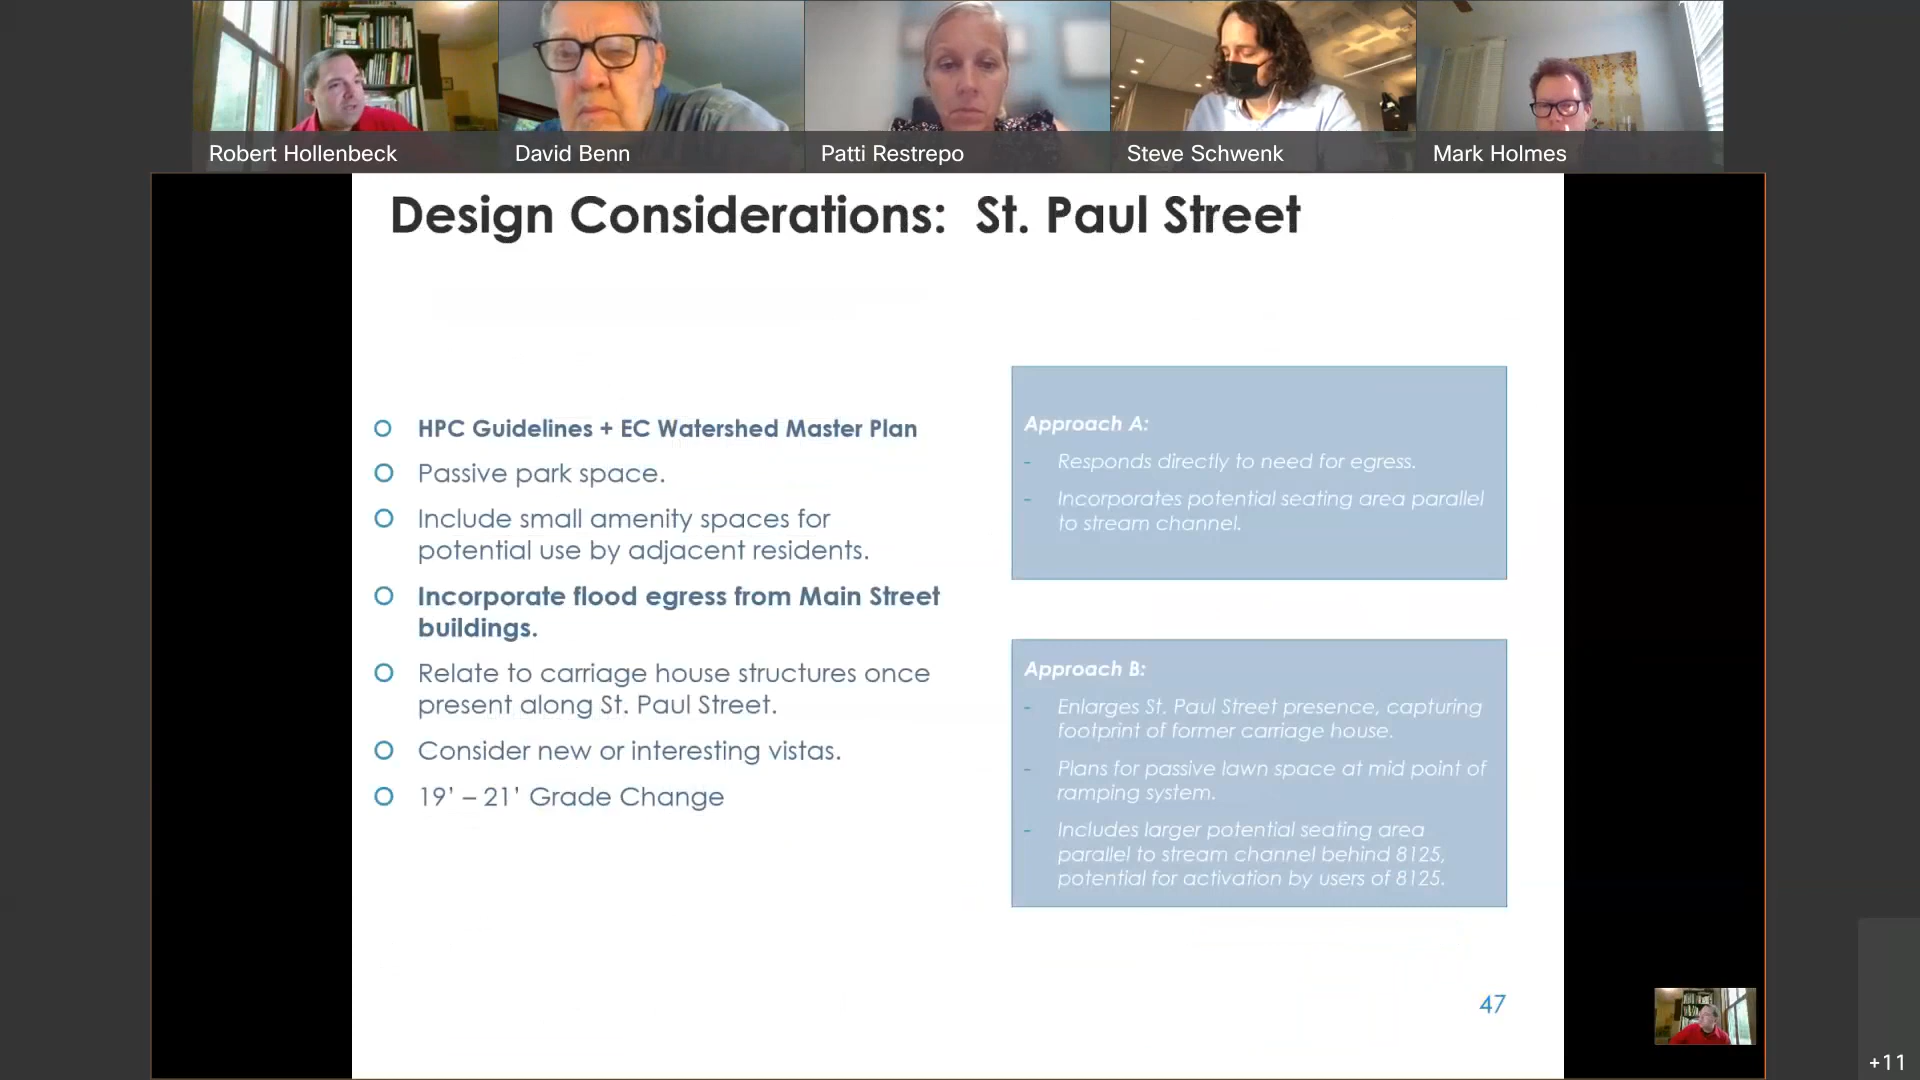 Robert Hollenbeck
David Benn
Patti Restrepo
Steve Schwenk
Mark Holmes
Design Considerations: St. Paul Street
HPC Guidelines + EC Watershed Master Plan
Passive park space.
Include small amenity spaces for
potential use by adjacent residents.
Incorporate flood egress from Main Street
buildings.
Relate to carriage house structures once
present along St. Paul Street.
Consider new or interesting vistas.
19’ – 21’ Grade Change
Approach A:
- Responds directly to need for egress.
- Incorporates potential seating area parallel
to stream channel.
Approach B:
- Enlarges St. Paul Street presence, capturing
footprint of former carriage house.
- Plans for passive lawn space at mid point of
ramping system.
- Includes larger potential seating area
parallel to stream channel behind 8125,
potential for activation by users of 8125.
47
+11